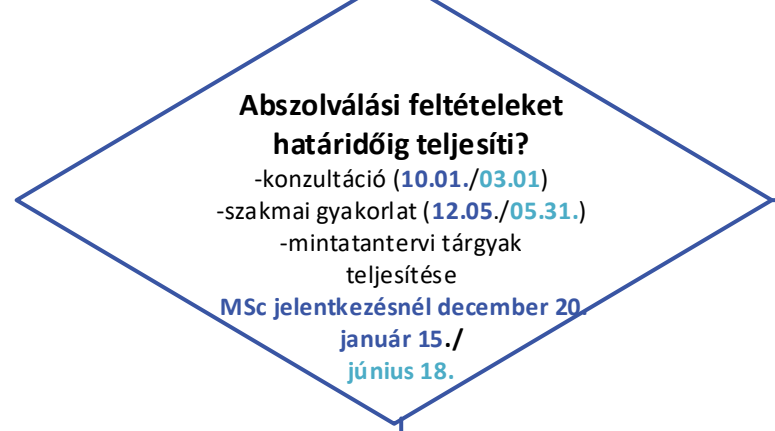 Abszolválási feltételeket
határidőig teljesíti?
-konzultáció (10.01./03.01)
-szakmai gyakorlat (12.05./05.31.)
-mintatantervi tárgyak
teljesítése
MSc jelentkezésnél december 20.
január 15./
június 18.